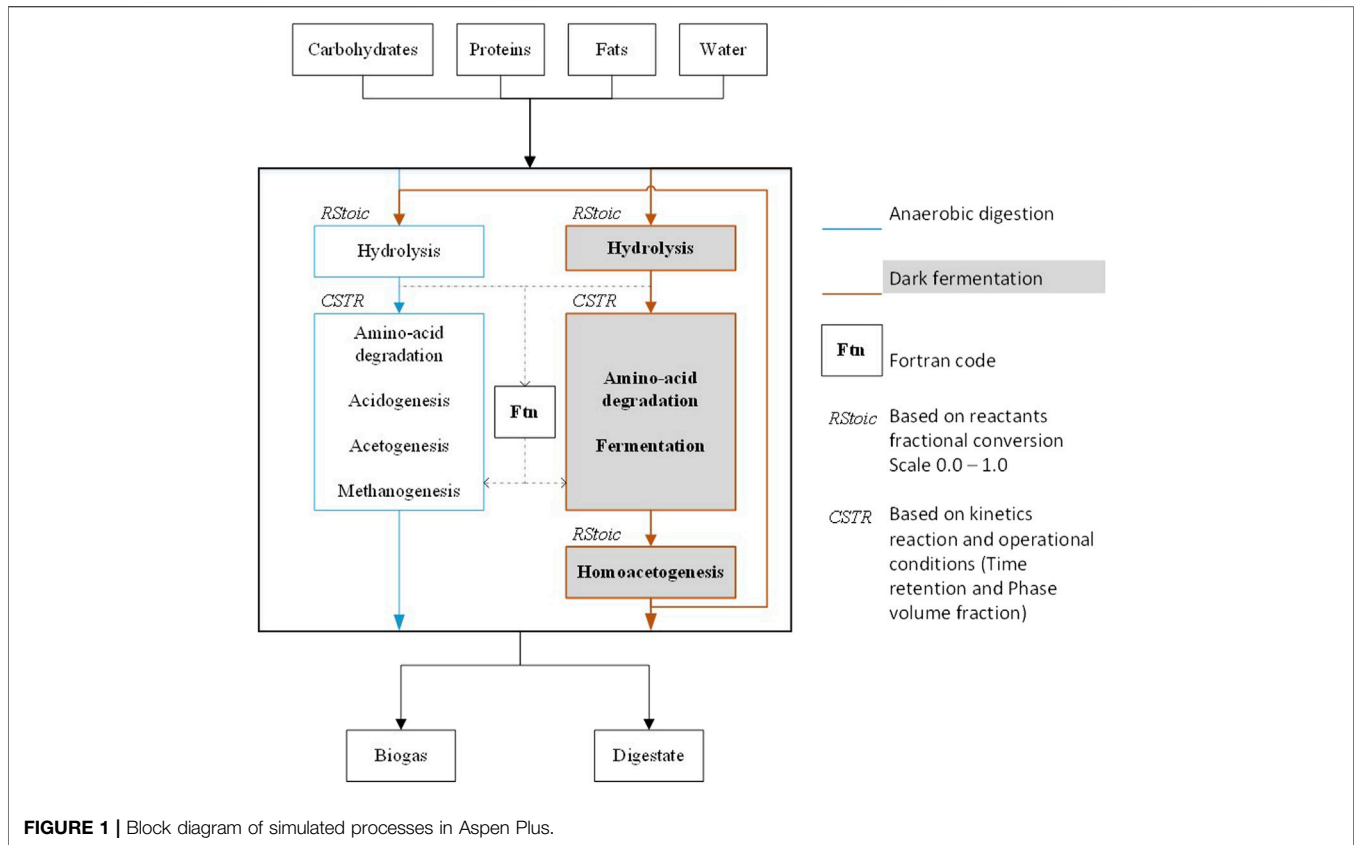 Carbohydrates
Proteins
Fats
Water
RStoic
Hydrolysis
CSTR
Amino-acid
degradation
Acidogenesis
Acetogenesis
Methanogenesis
Ftn
RStoic
Hydrolysis
CSTR
Amino-acid
degradation
Fermentation
RStoic
Homoacetogenesis
Biogas
Digestate
Anaerobic digestion
Dark fermentation
Ftn Fortran code
RStoic Based on reactants
fractional conversion
Scale 0.0 – 1.0
CSTR Based on kinetics
reaction and operational
conditions (Time
retention and Phase
volume fraction)
FIGURE 1 | Block diagram of simulated processes in Aspen Plus.